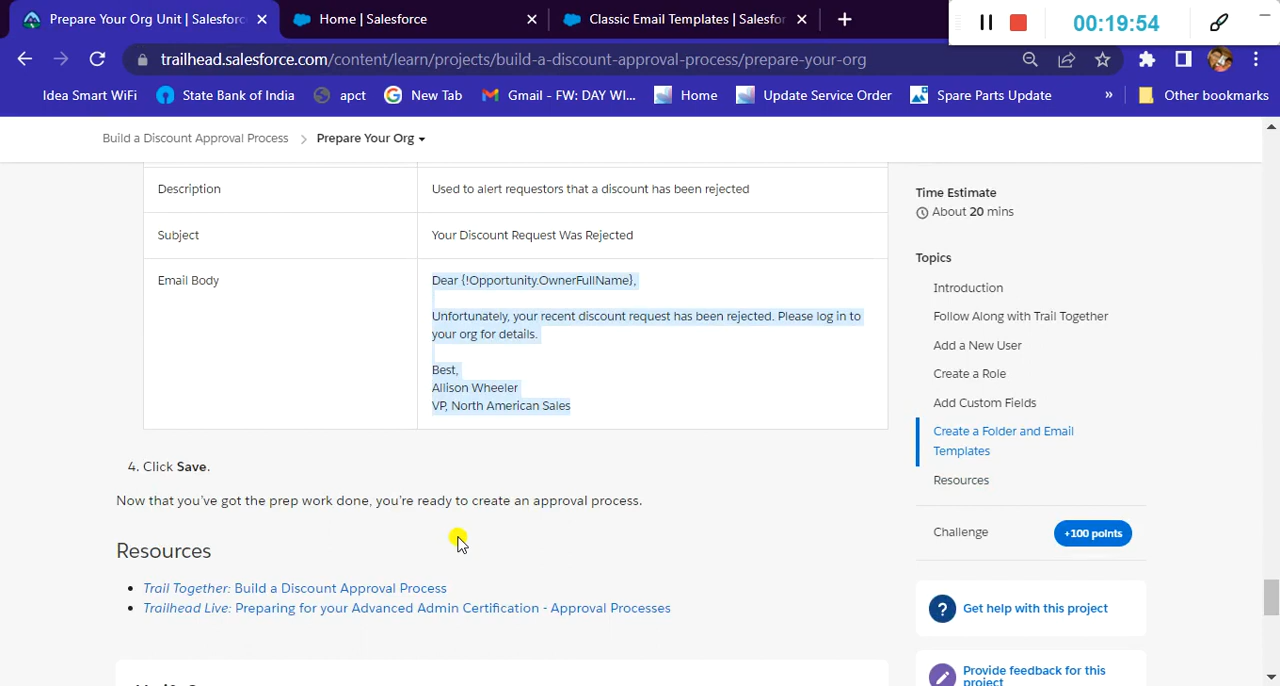 Prepare Your Org Unit | Salesforc
Home | Salesforce
Classic Email Templates | Salesfor
00:19:54
trailhead.salesforce.com/content/learn/projects/build-a-discount-approval-process/prepare-your-org
Idea Smart WiFi
State Bank of India
apct
New Tab
Gmail - FW: DAY WI...
Home
Update Service Order
Spare Parts Update
»
Other bookmarks
Build a Discount Approval Process
Prepare Your Org
Description
Used to alert requestors that a discount has been rejected
Subject
Your Discount Request Was Rejected
Email Body
Dear {!Opportunity.OwnerFullName},
Unfortunately, your recent discount request has been rejected. Please log in to
your org for details.
Best,
Allison Wheeler
VP, North American Sales
4. Click Save.
Now that you've got the prep work done, you're ready to create an approval process.
Resources
• Trail Together: Build a Discount Approval Process
• Trailhead Live: Preparing for your Advanced Admin Certification - Approval Processes
Time Estimate
About 20 mins
Topics
Introduction
Follow Along with Trail Together
Add a New User
Create a Role
Add Custom Fields
Create a Folder and Email
Templates
Resources
Challenge
+100 points
Get help with this project
Provide feedback for this
project